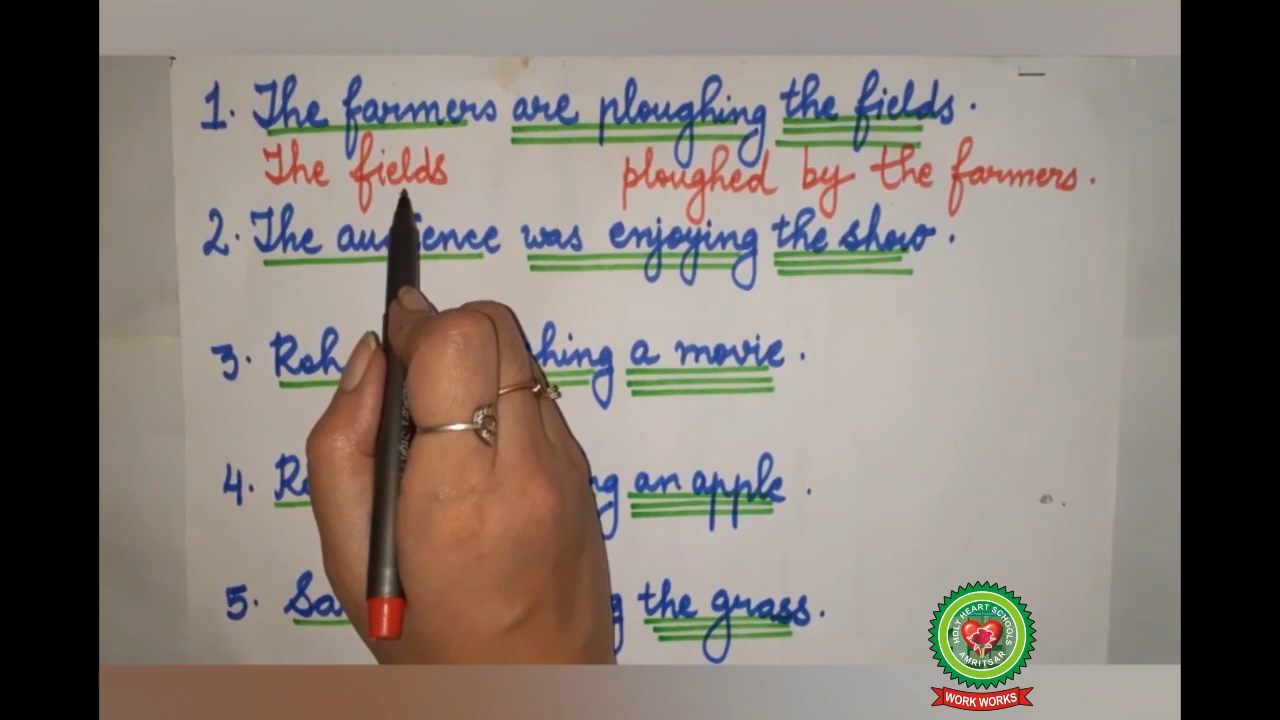 1. The farmers are ploughing the fields.
The fields ploughed by the farmers.
2. The audience was enjoying the show.
3. a movie.
4. an apple.
5. the grass.
HOLY HEART SCHOOLS
AMRITSAR
WORK WORKS